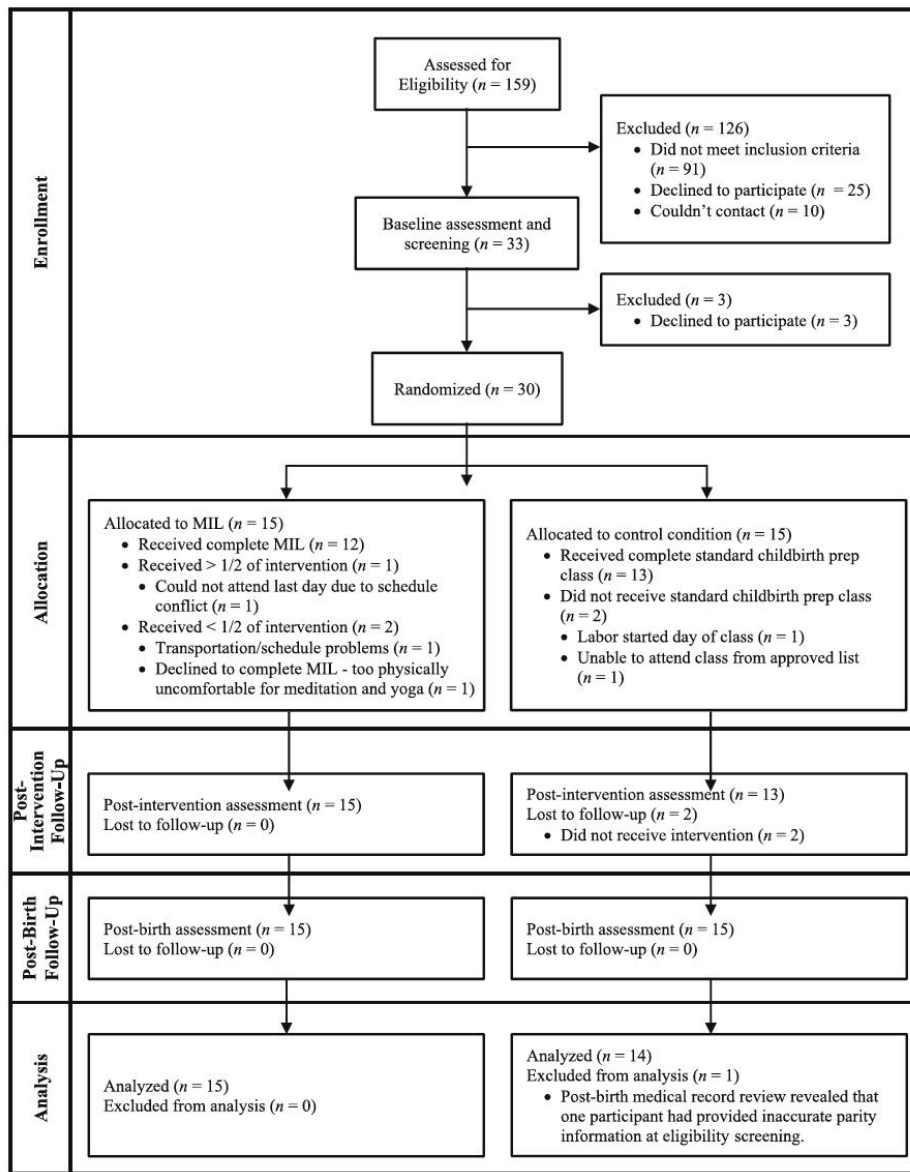 Enrollment
Assessed for
Eligibility (n = 159)
Excluded (n = 126)
• Did not meet inclusion criteria
(n = 91)
• Declined to participate (n = 25)
• Couldn't contact (n = 10)
Baseline assessment and
screening (n = 33)
Excluded (n = 3)
• Declined to participate (n = 3)
Randomized (n = 30)
Allocation
Allocated to MIL (n = 15)
• Received complete MIL (n = 12)
• Received > 1/2 of intervention (n = 1)
• Could not attend last day due to schedule
conflict (n = 1)
• Received < 1/2 of intervention (n = 2)
• Transportation/schedule problems (n = 1)
• Declined to complete MIL - too physically
uncomfortable for meditation and yoga (n = 1)
Allocated to control condition (n = 15)
• Received complete standard childbirth prep
class (n = 13)
• Did not receive standard childbirth prep class
(n = 2)
• Labor started day of class (n = 1)
• Unable to attend class from approved list
(n = 1)
Post-
Intervention
Follow-Up
Post-intervention assessment (n = 15)
Lost to follow-up (n = 0)
Post-intervention assessment (n = 13)
Lost to follow-up (n = 2)
• Did not receive intervention (n = 2)
Post-Birth
Follow-Up
Post-birth assessment (n = 15)
Lost to follow-up (n = 0)
Post-birth assessment (n = 15)
Lost to follow-up (n = 0)
Analysis
Analyzed (n = 15)
Excluded from analysis (n = 0)
Analyzed (n = 14)
Excluded from analysis (n = 1)
• Post-birth medical record review revealed that
one participant had provided inaccurate parity
information at eligibility screening.